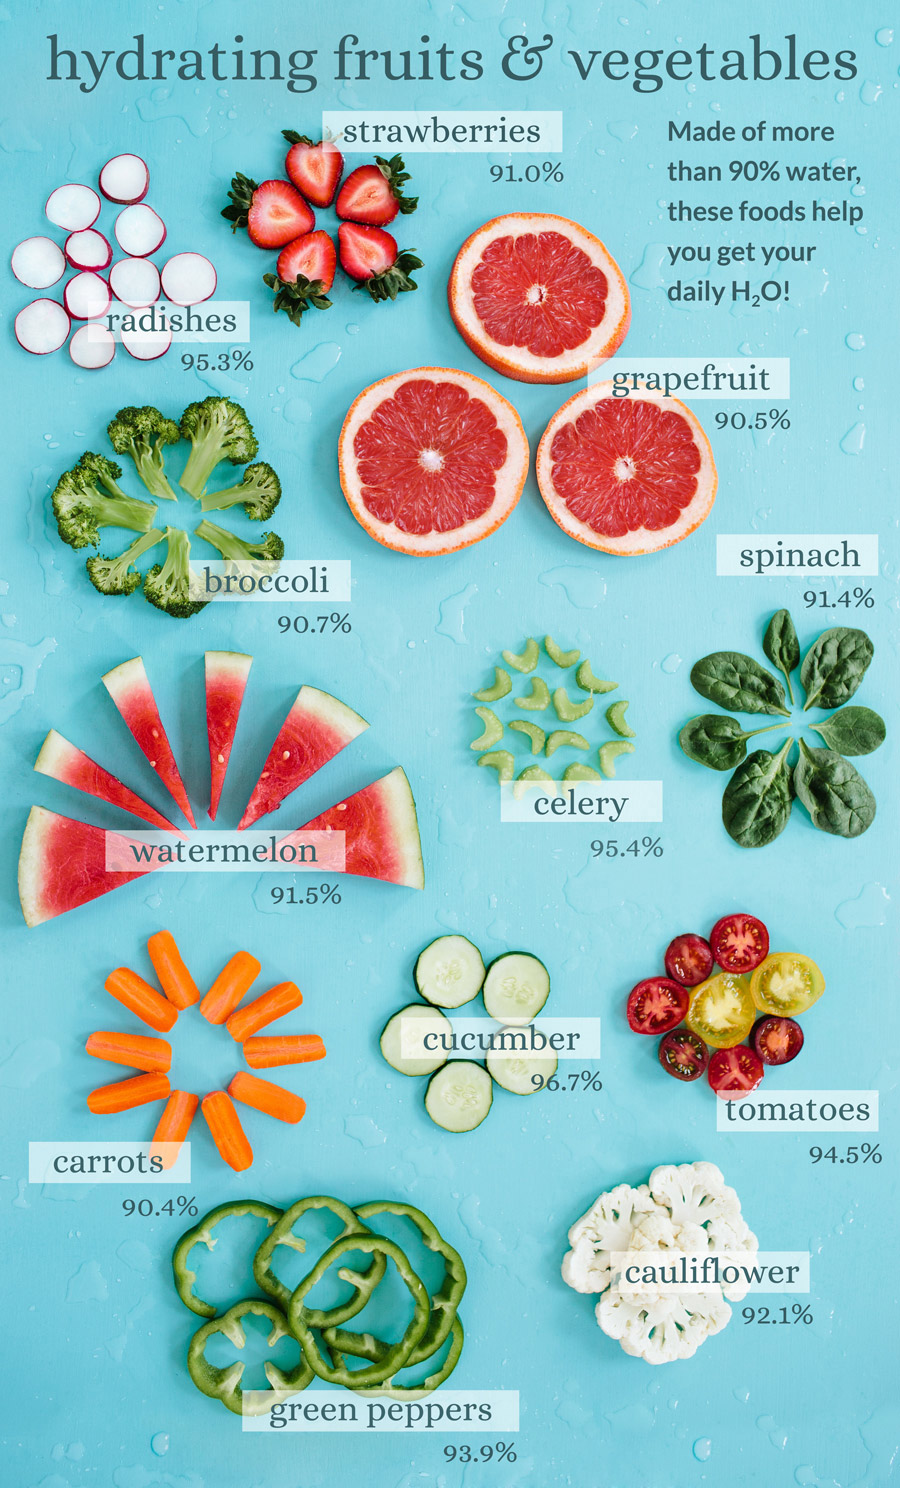 hydrating fruits & vegetables
strawberries
91.0%
Made of more
than 90% water,
these foods help
you get your
daily H₂O!
radishes
95.3%
grapefruit
90.5%
broccoli
90.7%
spinach
91.4%
celery
95.4%
watermelon
91.5%
cucumber
96.7%
tomatoes
94.5%
carrots
90.4%
cauliflower
92.1%
green peppers
93.9%